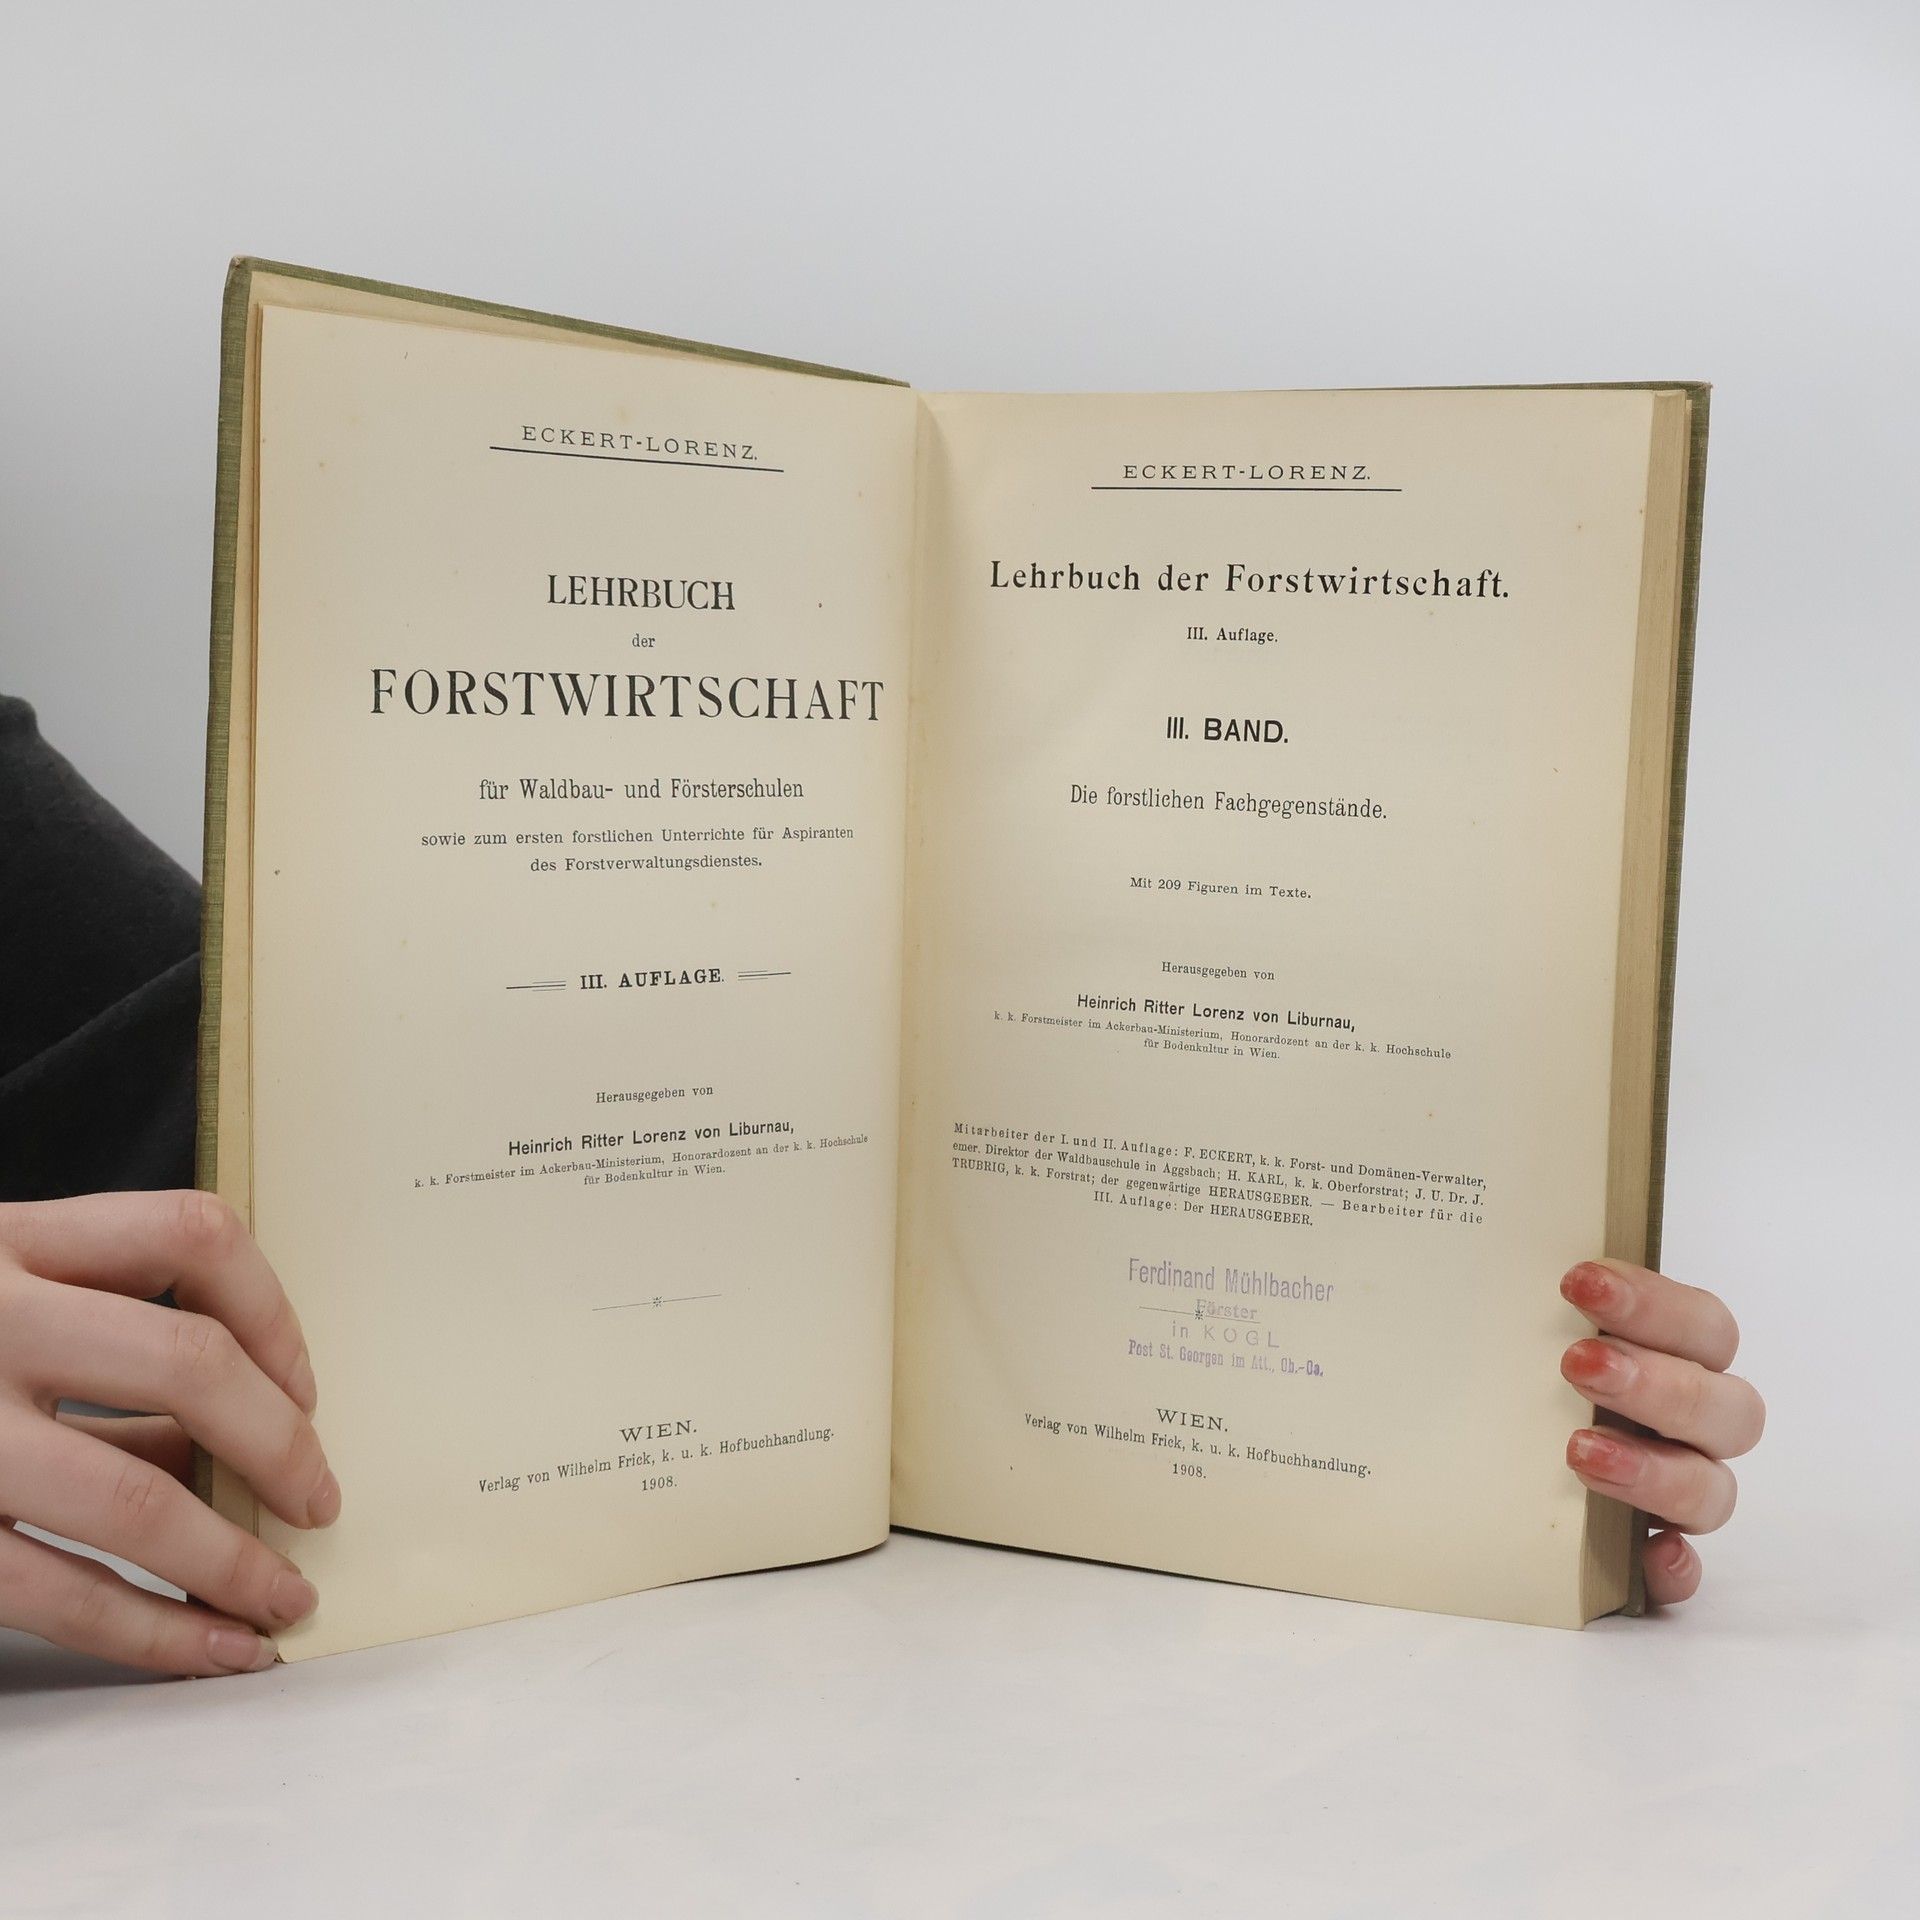 ECKERT-LORENZ.
LEHRBUCH
der
FORSTWIRTSCHAFT
für Waldbau- und Försterschulen
sowie zum ersten forstlichen Unterrichte für Aspiranten
des Forstverwaltungsdienstes.
III. AUFLAGE.
Herausgegeben von
Heinrich Ritter Lorenz von Liburnau,
k. k. Forstmeister im Ackerbau-Ministerium, Honorardozent an der k. k. Hochschule
für Bodenkultur in Wien.
WIEN.
Verlag von Wilhelm Frick, k. u. k. Hofbuchhandlung.
1908.
ECKERT-LORENZ.
Lehrbuch der Forstwirtschaft.
III. Auflage.
III. BAND.
Die forstlichen Fachgegenstände.
Mit 209 Figuren im Texte.
Herausgegeben von
Heinrich Ritter Lorenz von Liburnau,
k. k. Forstmeister im Ackerbau-Ministerium, Honorardozent an der k. k. Hochschule
für Bodenkultur in Wien.
Mitarbeiter der I. und II. Auflage: F. ECKERT, k. k. Forst- und Domänen-Verwalter,
emer. Direktor der Waldbauschule in Aggsbach; H. KARL, k. k. Oberforstrat; J. U. Dr. J.
TRUBRIG, k. k. Forstrat; der gegenwärtige HERAUSGEBER. — Bearbeiter für die
III. Auflage: Der HERAUSGEBER.
Ferdinand Mühlbacher
Förster
in KOGL
Post St. Georgen im Att., Ob.-Oe.
WIEN.
Verlag von Wilhelm Frick, k. u. k. Hofbuchhandlung.
1908.